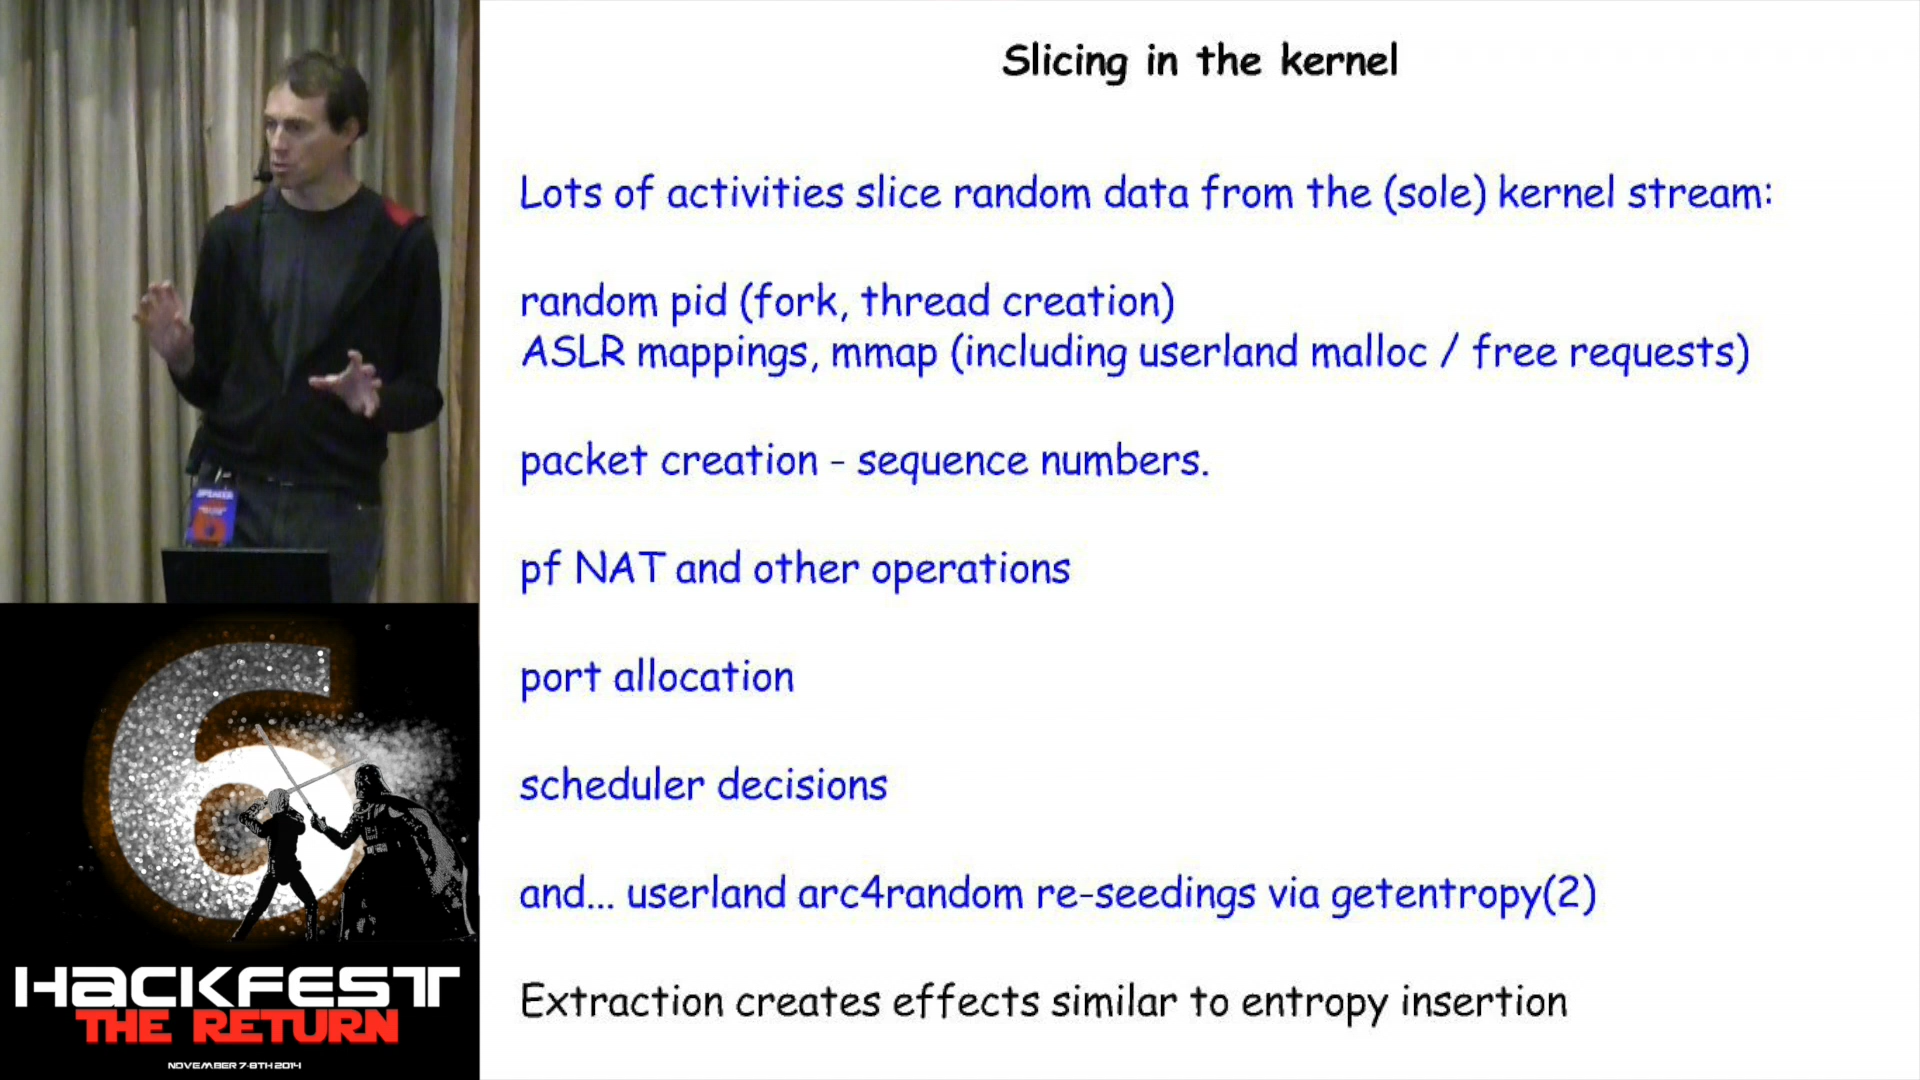 Slicing in the kernel
Lots of activities slice random data from the (sole) kernel stream:
random pid (fork, thread creation)
ASLR mappings, mmap (including userland malloc / free requests)
packet creation - sequence numbers.
pf NAT and other operations
port allocation
scheduler decisions
and... userland arc4random re-seedings via getentropy(2)
Extraction creates effects similar to entropy insertion
SPEAKER
6
HACKFEST
THE RETURN
NOVEMBER 7-8TH 2014